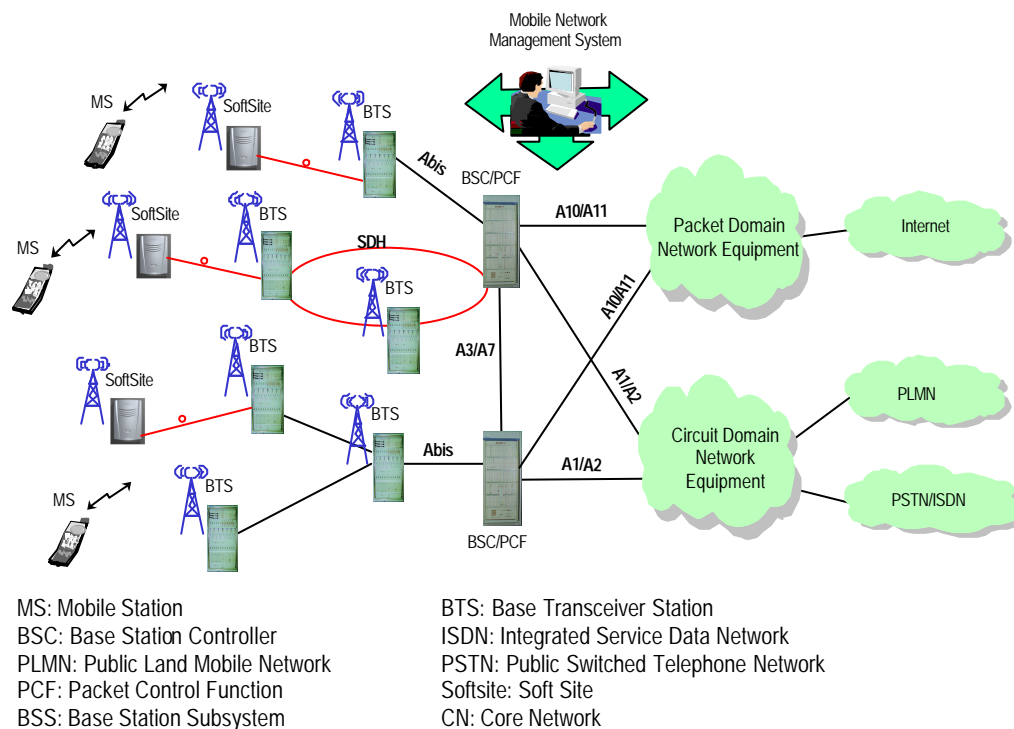 Mobile Network
Management System
MS
SoftSite
BTS
Abis
BSC/PCF
A10/A11
Packet Domain
Network Equipment
Internet
MS
SoftSite
BTS
SDH
BTS
A10/A11
A3/A7
A1/A2
SoftSite
BTS
BTS
Abis
A1/A2
Circuit Domain
Network
Equipment
PLMN
PSTN/ISDN
MS
BTS
BSC/PCF
MS: Mobile Station
BTS: Base Transceiver Station
BSC: Base Station Controller
ISDN: Integrated Service Data Network
PLMN: Public Land Mobile Network
PSTN: Public Switched Telephone Network
PCF: Packet Control Function
Softsite: Soft Site
BSS: Base Station Subsystem
CN: Core Network